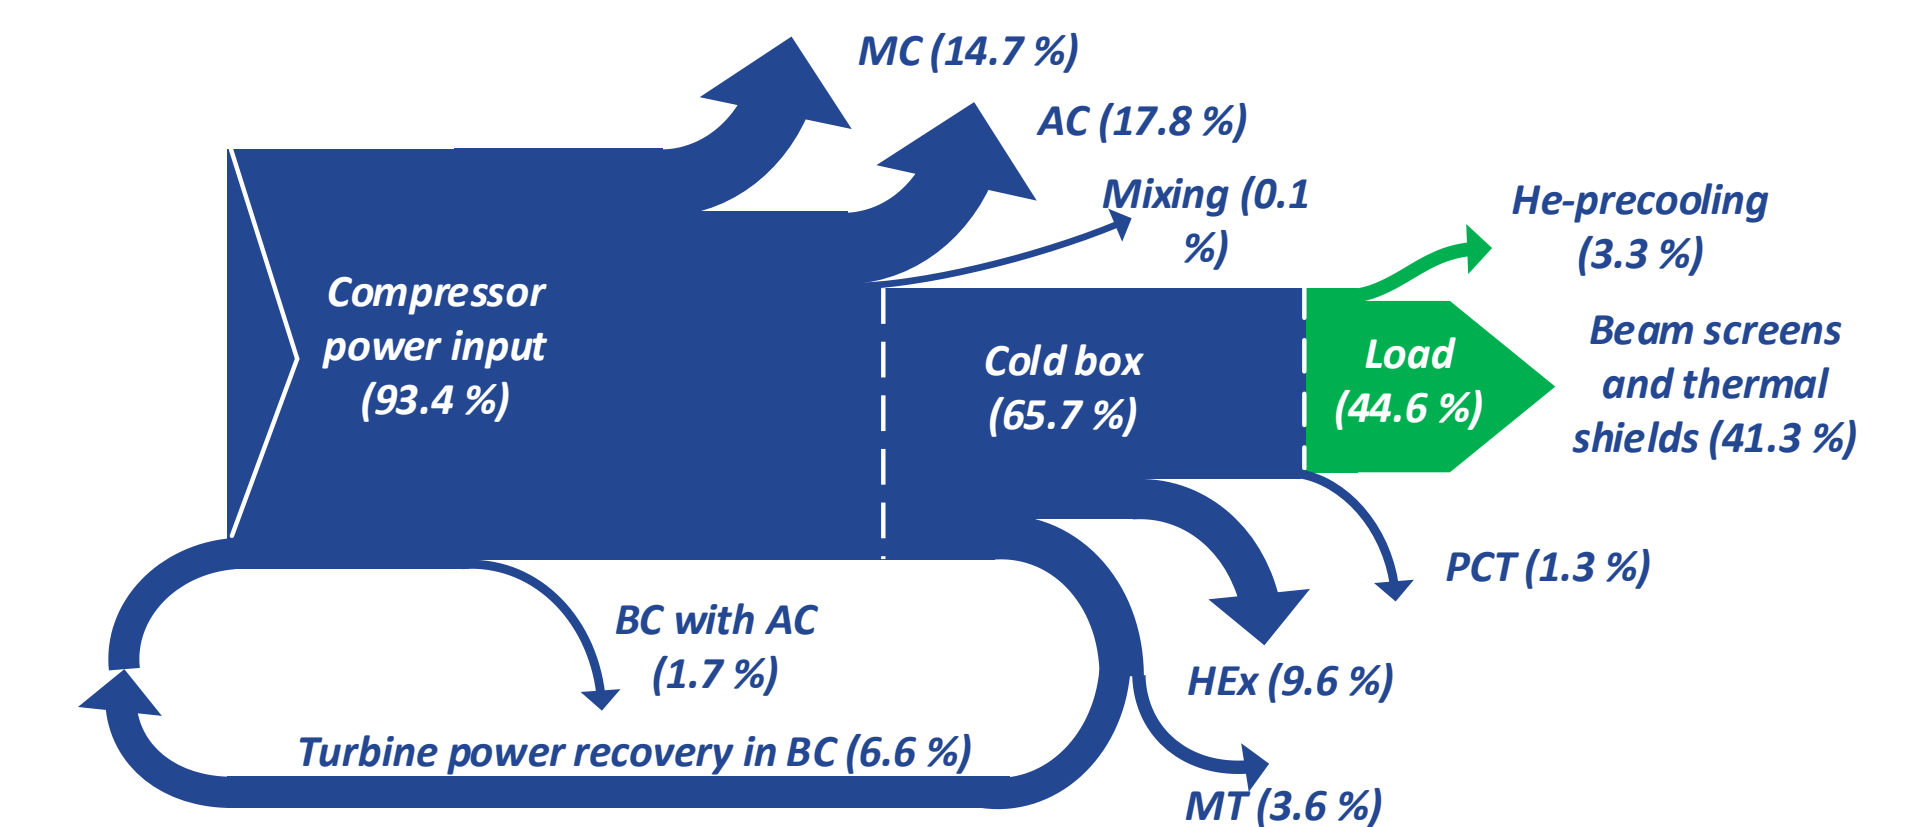 MC (14.7 %)
AC (17.8 %)
Mixing (0.1
%)
He-precooling
(3.3 %)
Compressor
power input
(93.4 %)
Cold box
(65.7 %)
Load
(44.6 %)
Beam screens
and thermal
shields (41.3 %)
PCT (1.3 %)
BC with AC
(1.7 %)
HEx (9.6 %)
Turbine power recovery in BC (6.6 %)
MT (3.6 %)